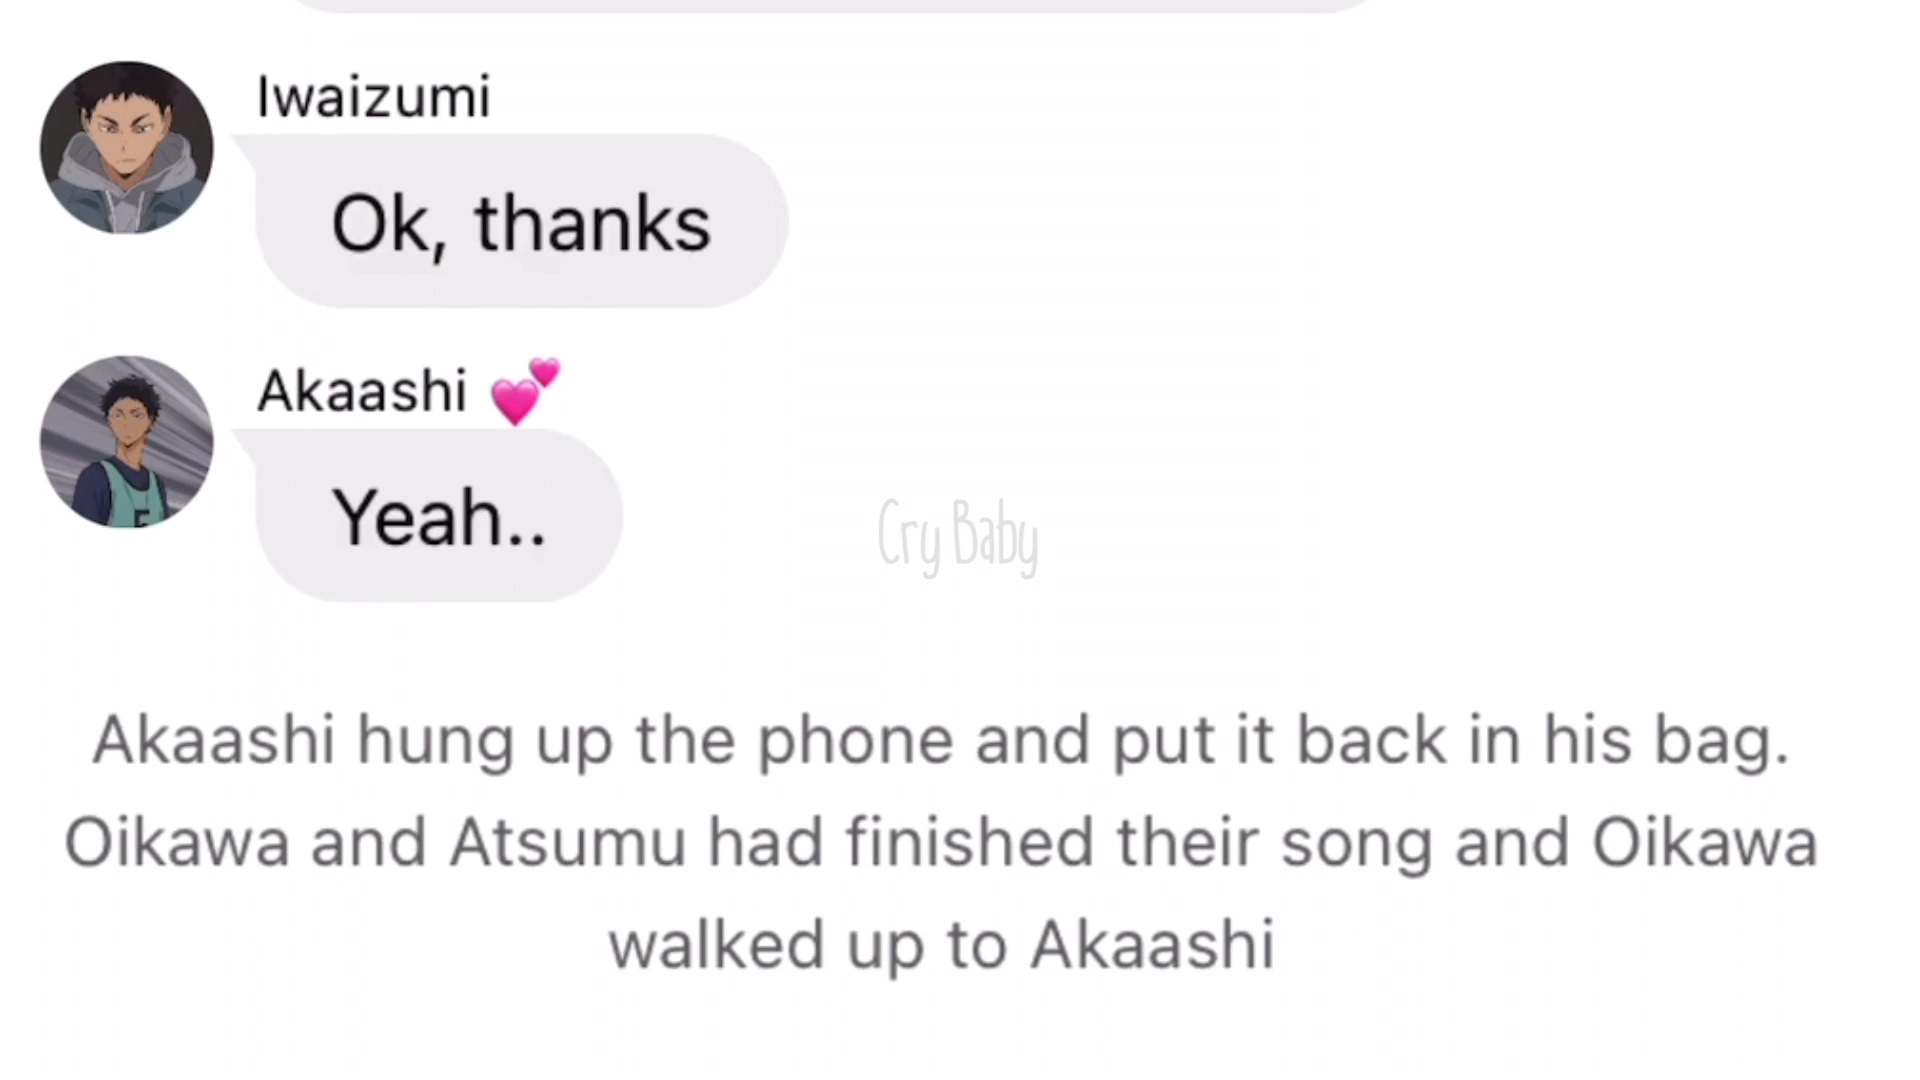 Iwaizumi
Ok, thanks
Akaashi 💕
Yeah..
Cry Baby
Akaashi hung up the phone and put it back in his bag.
Oikawa and Atsumu had finished their song and Oikawa
walked up to Akaashi